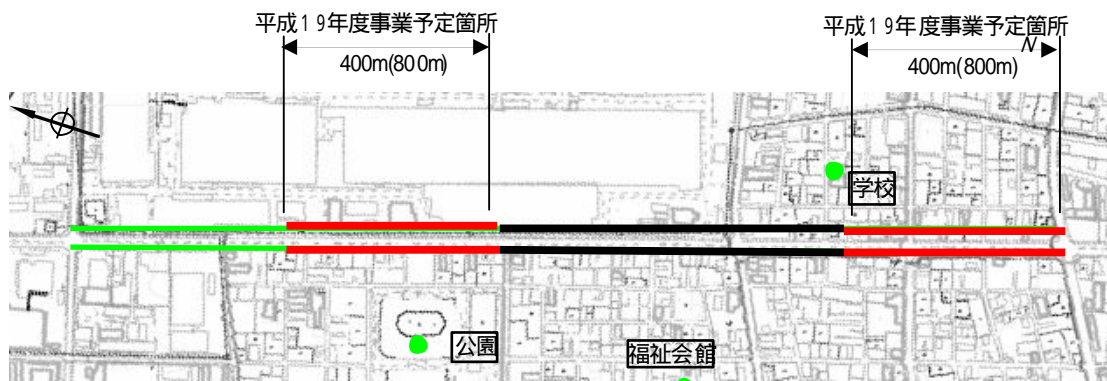 平成19年度事業予定箇所
400m(800m)
平成19年度事業予定箇所
N
400m(800m)
学校
公園
福祉会館